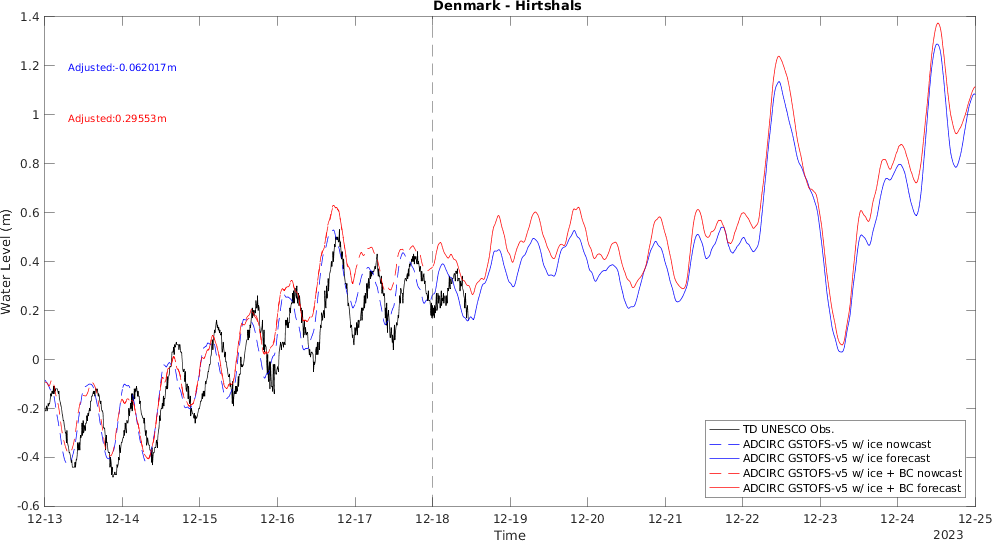 Denmark - Hirtshals
Adjusted:-0.062017m
Adjusted:0.29553m
Water Level (m)
1.4
1.2
1
0.8
0.6
0.4
0.2
0
-0.2
-0.4
-0.6
12-13 12-14 12-15 12-16 12-17 12-18 12-19 12-20 12-21 12-22 12-23 12-24 12-25
Time
2023
TD UNESCO Obs.
ADCIRC GSTOFS-v5 w/ ice nowcast
ADCIRC GSTOFS-v5 w/ ice forecast
ADCIRC GSTOFS-v5 w/ ice + BC nowcast
ADCIRC GSTOFS-v5 w/ ice + BC forecast